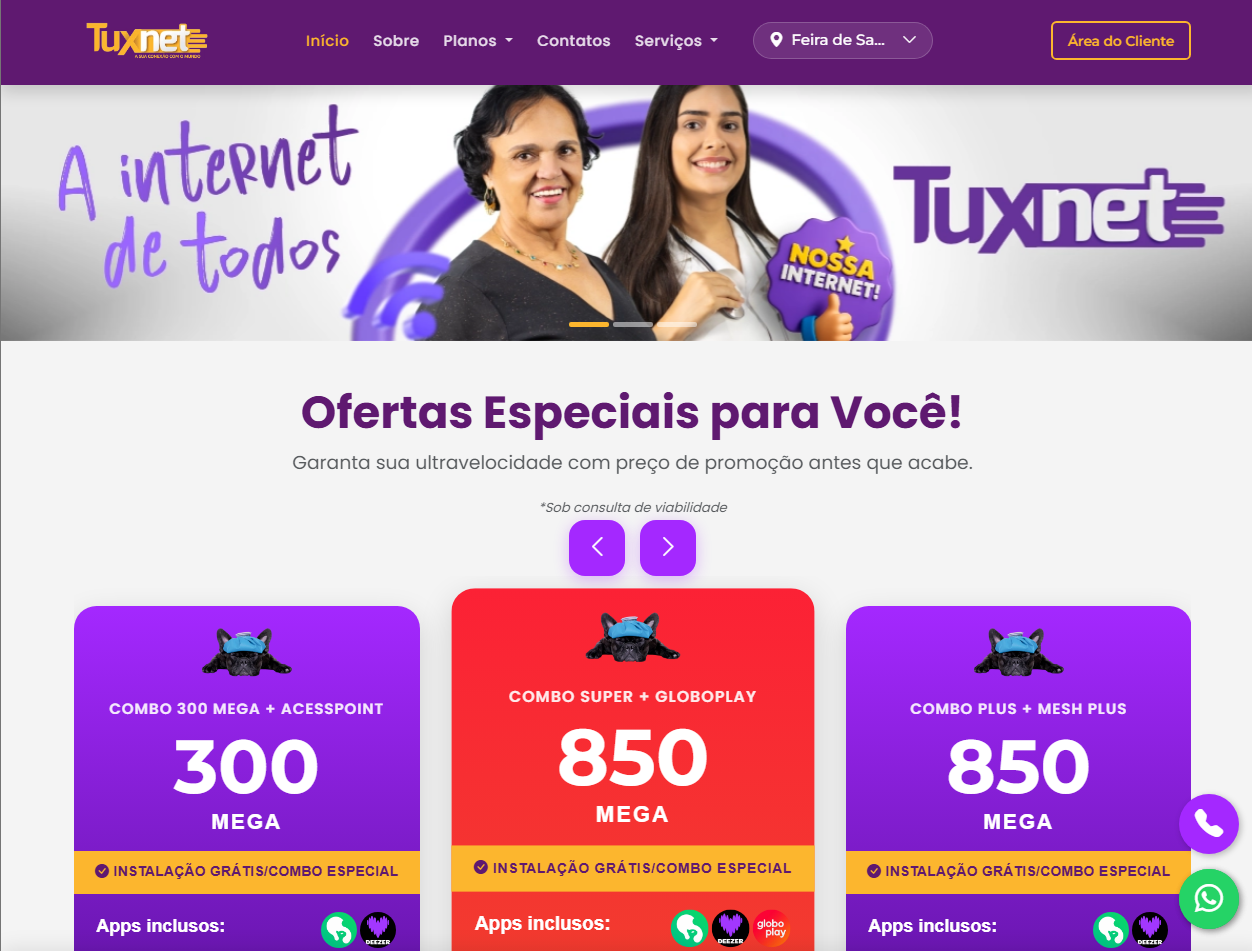 Tuxnet
A SUA CONEXÃO COM O MUNDO
Início Sobre Planos Contatos Serviços Feira de Sa... Área do Cliente
A internet
de todos
NOSSA
INTERNET!
Tuxnet
Ofertas Especiais para Você!
Garanta sua ultravelocidade com preço de promoção antes que acabe.
*Sob consulta de viabilidade
COMBO 300 MEGA + ACESSPOINT
300
MEGA
INSTALAÇÃO GRÁTIS/COMBO ESPECIAL
Apps inclusos:
DEEZER
COMBO SUPER + GLOBOPLAY
850
MEGA
INSTALAÇÃO GRÁTIS/COMBO ESPECIAL
Apps inclusos:
DEEZER
globo
play
COMBO PLUS + MESH PLUS
850
MEGA
INSTALAÇÃO GRÁTIS/COMBO ESPECIAL
Apps inclusos:
DEEZER